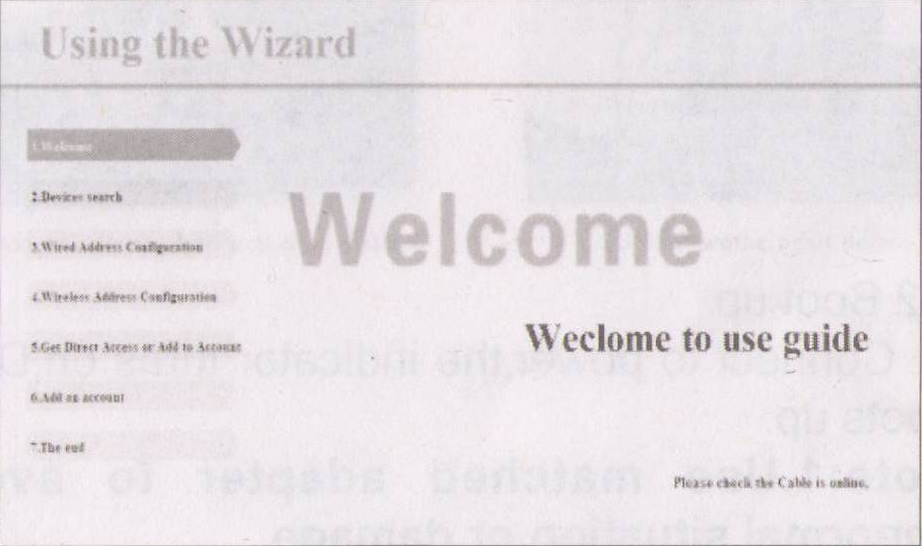 Using the Wizard
1.Welcome
2.Devices search
3.Wired Address Configuration
4.Wireless Address Configuration
5.Get Direct Access or Add to Account
6.Add an account
7.The end
Welcome
Weclome to use guide
Please check the Cable is online.